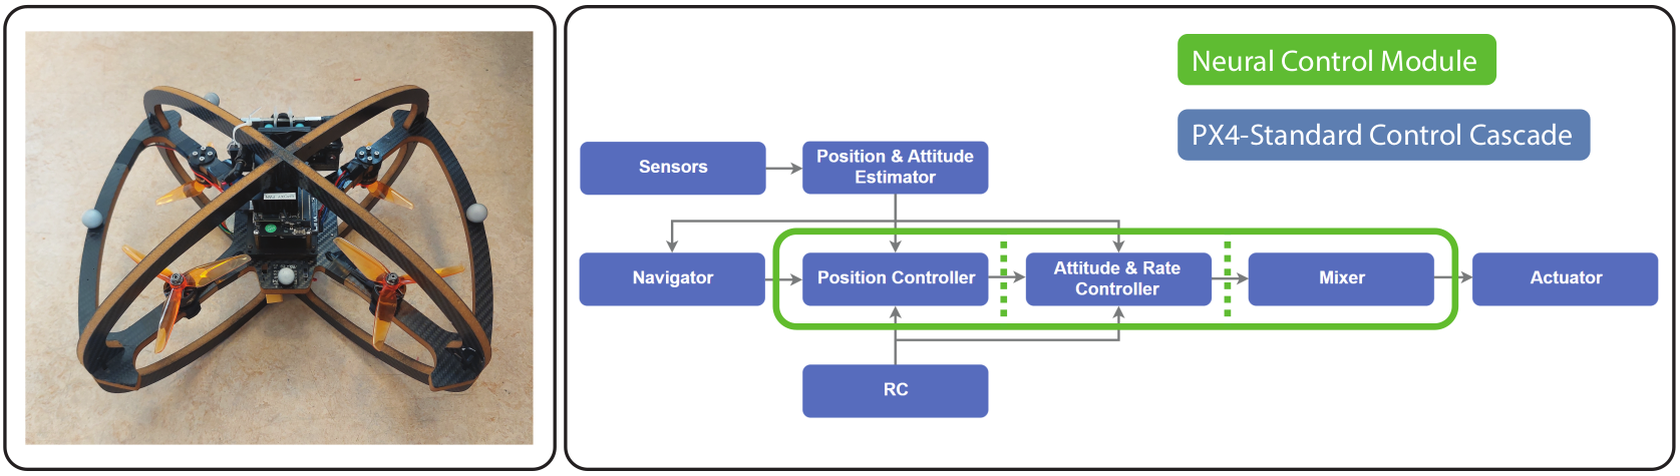 Neural Control Module
PX4-Standard Control Cascade
Sensors
Position & Attitude
Estimator
Navigator
Position Controller
Attitude & Rate
Controller
Mixer
Actuator
RC